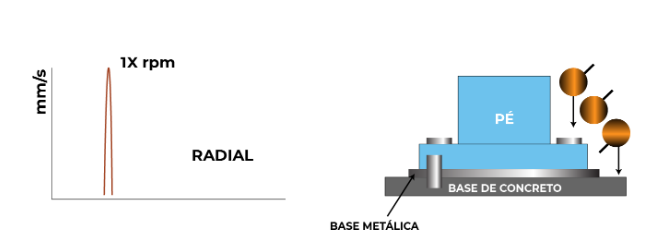 1X rpm
mm/s
RADIAL
PÉ
BASE DE CONCRETO
BASE METÁLICA